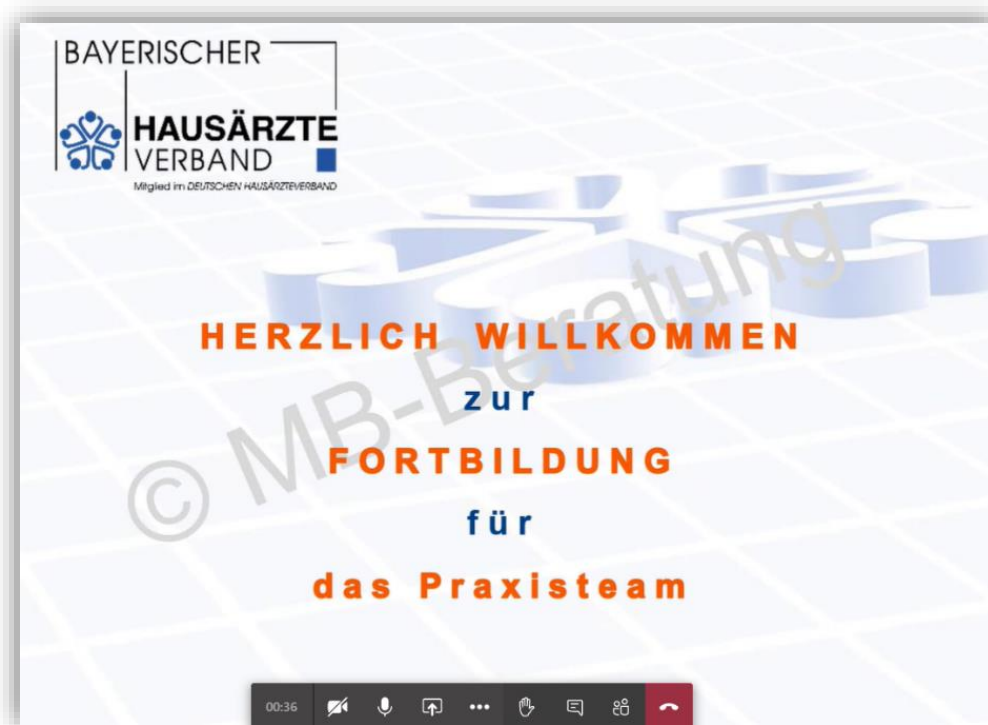 BAYERISCHER
HAUSÄRZTE
VERBAND
Mitglied im DEUTSCHEN HAUSÄRZTEVERBAND
© MB-Beratung
HERZLICH WILLKOMMEN
zur
FORTBILDUNG
für
das Praxisteam
00:36